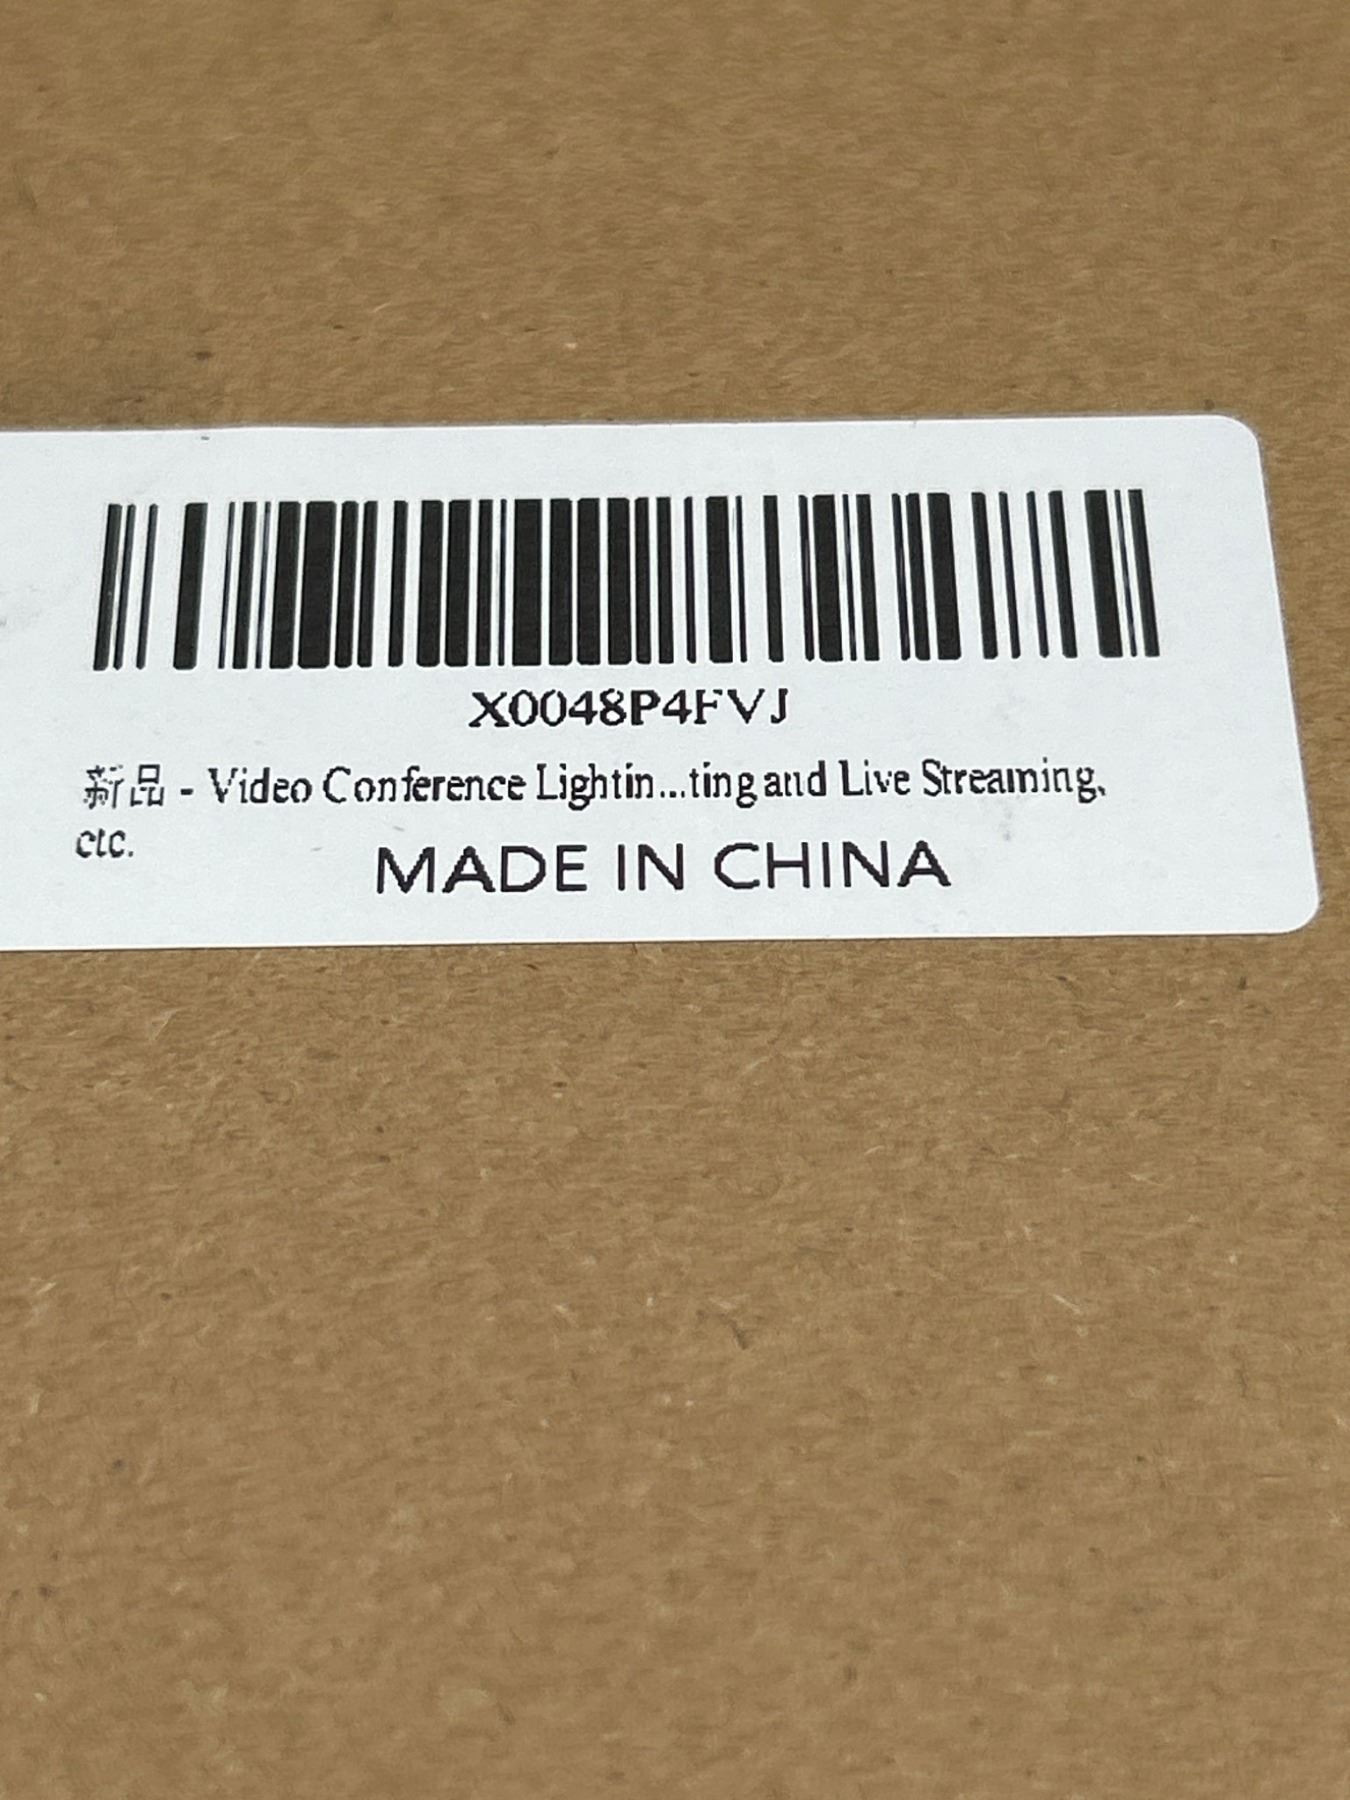 X0048P4FVJ
新品 - Video Conference Lightin...ting and Live Streaming,
etc.
MADE IN CHINA